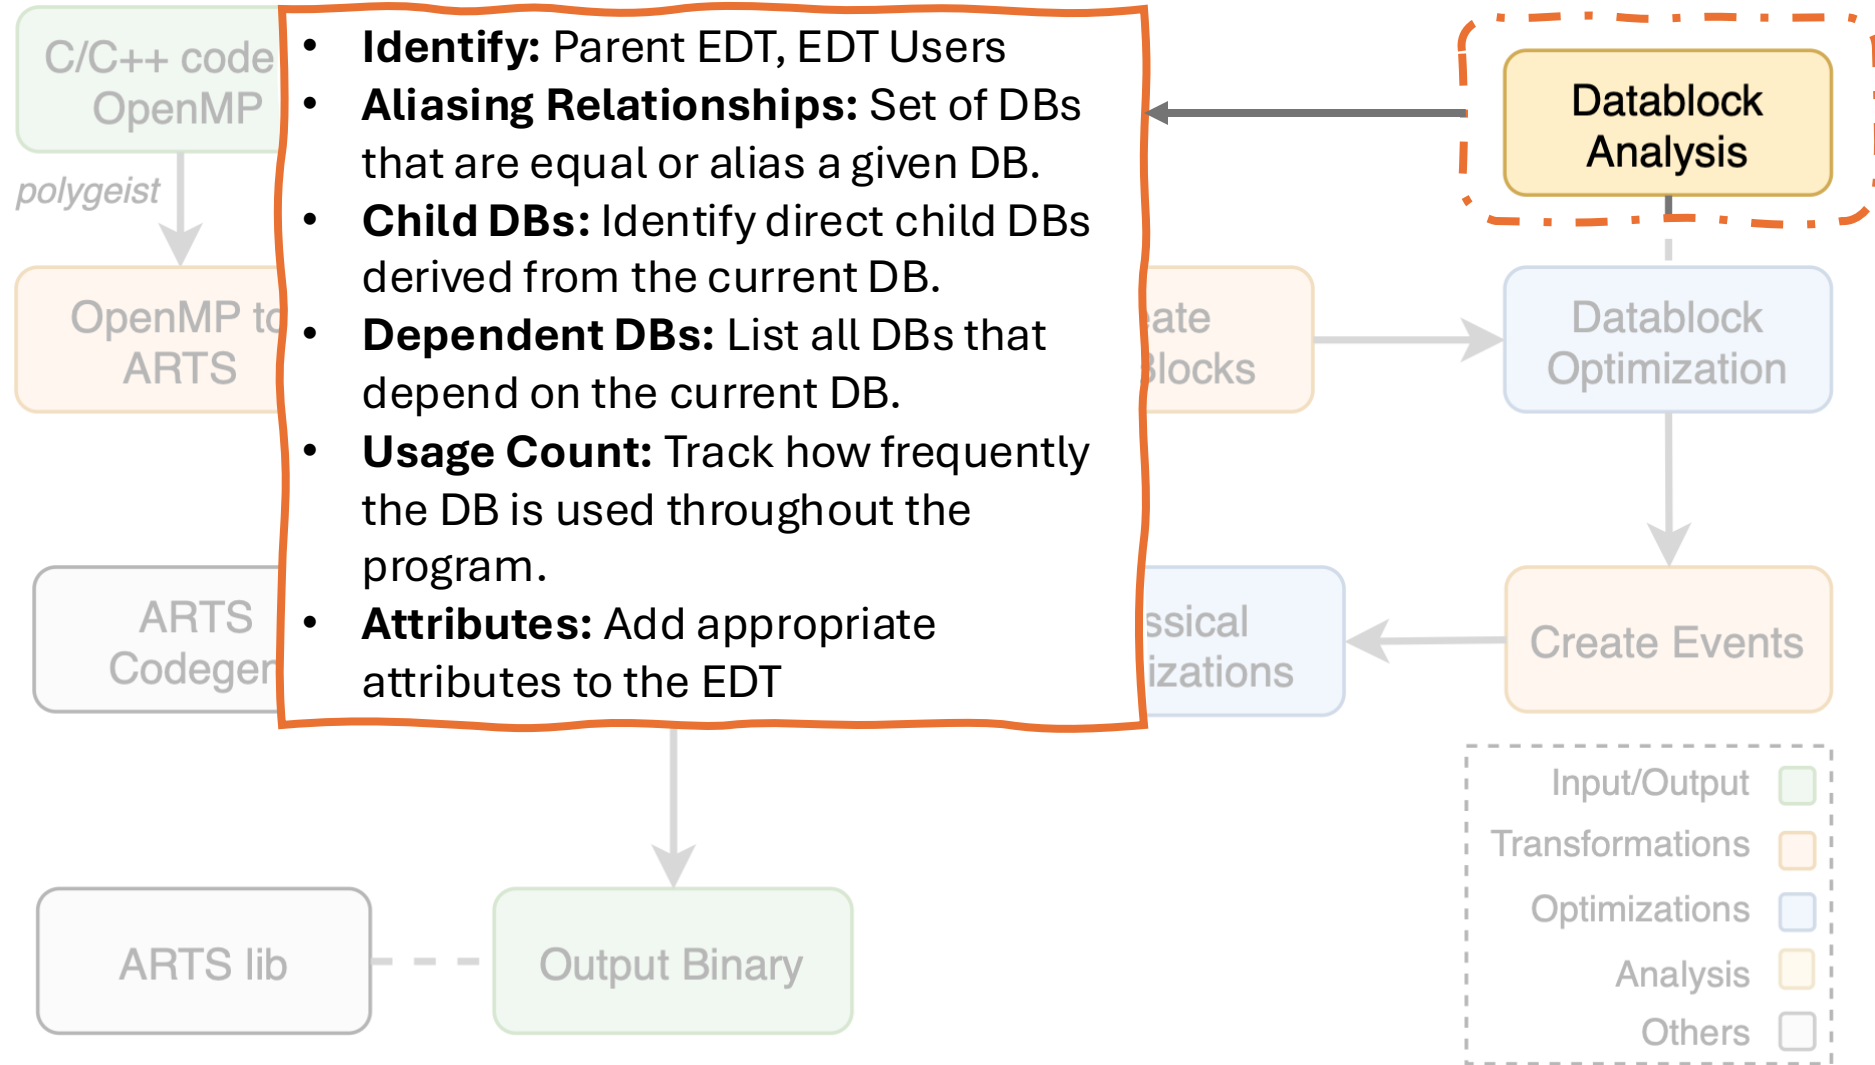 C/C++ code
OpenMP
polygeist
OpenMP to
ARTS
ARTS
Codegen
• Identify: Parent EDT, EDT Users
• Aliasing Relationships: Set of DBs
that are equal or alias a given DB.
• Child DBs: Identify direct child DBs
derived from the current DB.
• Dependent DBs: List all DBs that
depend on the current DB.
• Usage Count: Track how frequently
the DB is used throughout the
program.
• Attributes: Add appropriate
attributes to the EDT
Datablock
Analysis
eate
Blocks
Datablock
Optimization
ssical
izations
Create Events
ARTS lib
Output Binary
Input/Output
Transformations
Optimizations
Analysis
Others